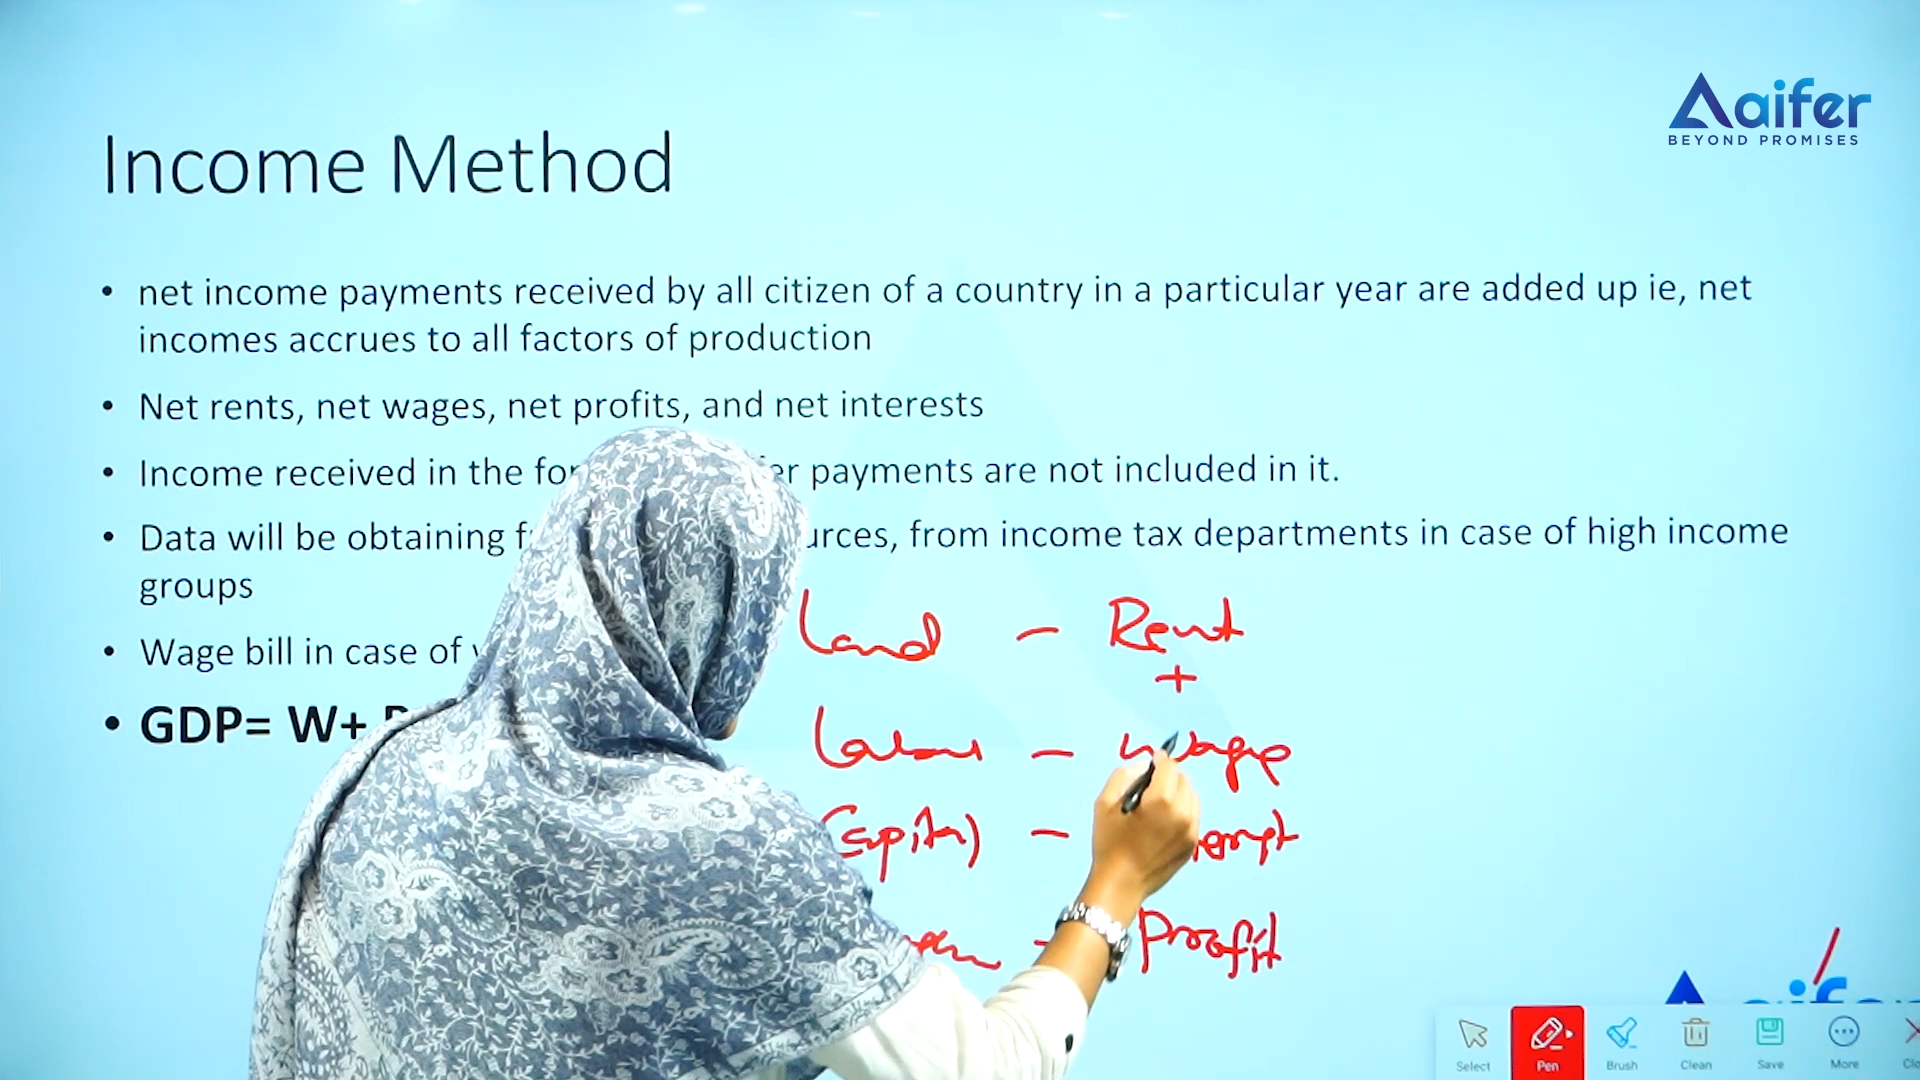 aifer
BEYOND PROMISES
Income Method
• net income payments received by all citizen of a country in a particular year are added up ie, net
incomes accrues to all factors of production
• Net rents, net wages, net profits, and net interests
• Income received in the payments are not included in it.
• Data will be obtaining from income tax departments in case of high income
groups
• Wage bill in case of
• GDP= W+
Land – Rent
+
Labour – Wage
Capital –
– Profit
aifer
Select Pen Brush Clean Save More